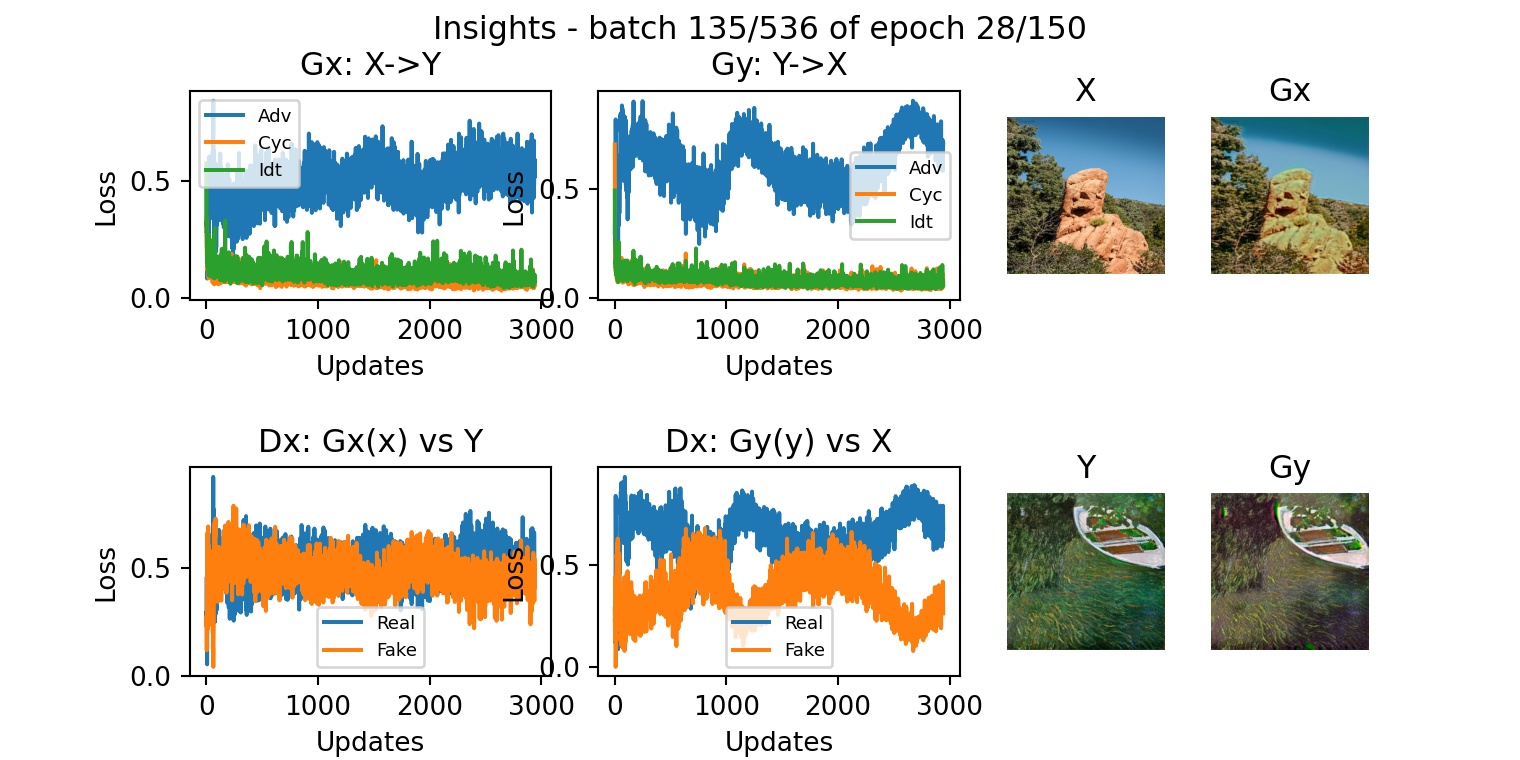 Insights - batch 135/536 of epoch 28/150
Gx: X->Y
Gy: Y->X
X
Gx
Adv
Cyc
Idt
Adv
Cyc
Idt
Loss
0.5
0.0
Loss
0.5
0.0
0 1000 2000 3000
0 1000 2000 3000
Updates
Updates
Dx: Gx(x) vs Y
Dx: Gy(y) vs X
Y
Gy
Loss
0.5
0.0
Loss
0.5
0.0
Real
Fake
Real
Fake
0 1000 2000 3000
0 1000 2000 3000
Updates
Updates